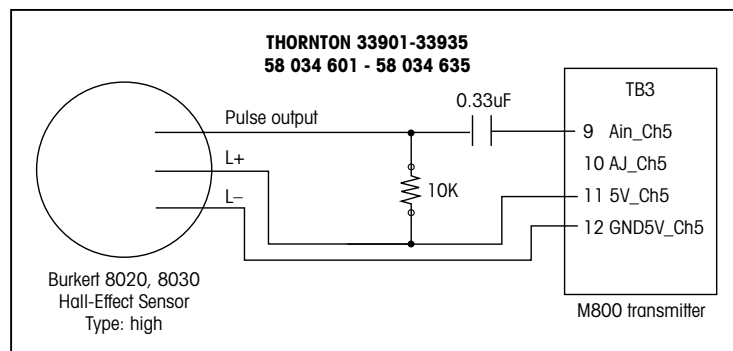 THORNTON 33901-33935
58 034 601 - 58 034 635
0.33uF
TB3
Pulse output
9 Ain_Ch5
10 AJ_Ch5
L+
10K
11 5V_Ch5
L–
12 GND5V_Ch5
Burkert 8020, 8030
Hall-Effect Sensor
Type: high
M800 transmitter